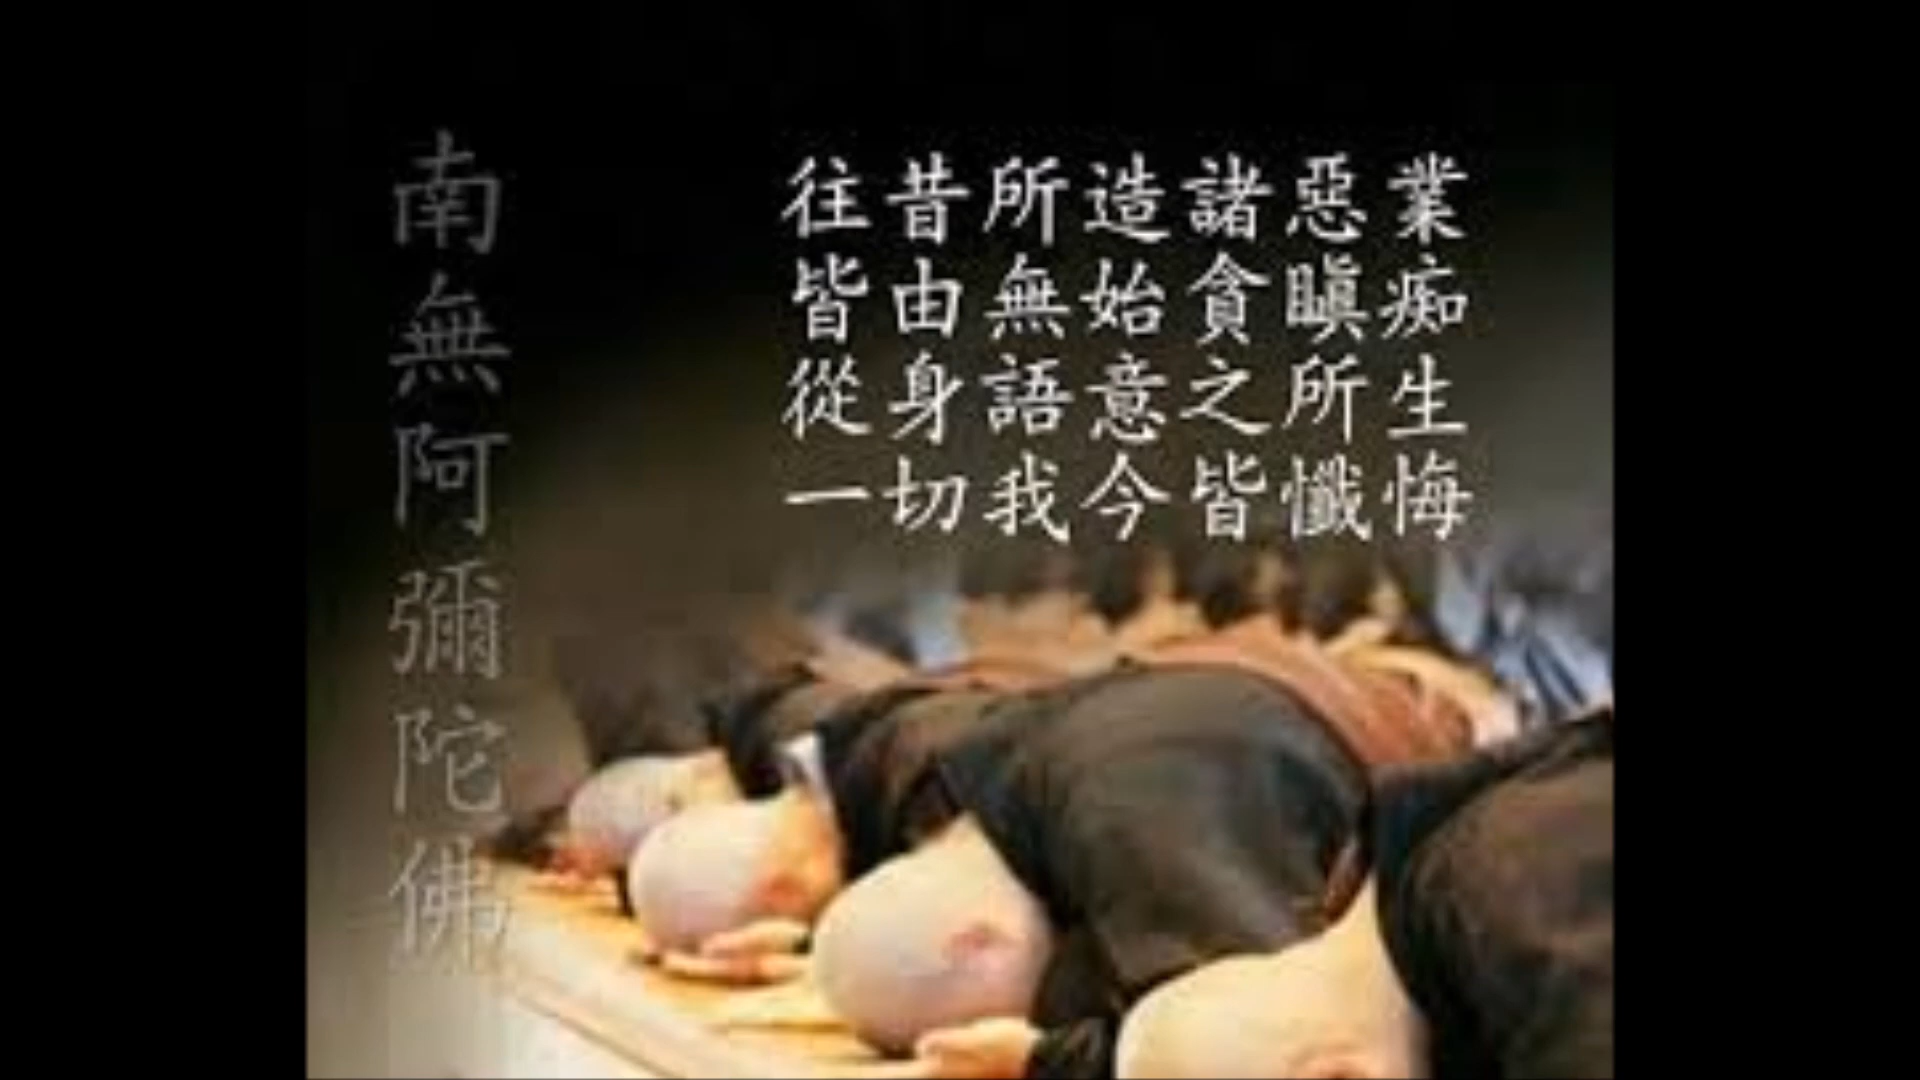 南無阿彌陀佛
往昔所造諸惡業
皆由無始貪瞋痴
從身語意之所生
一切我今皆懺悔